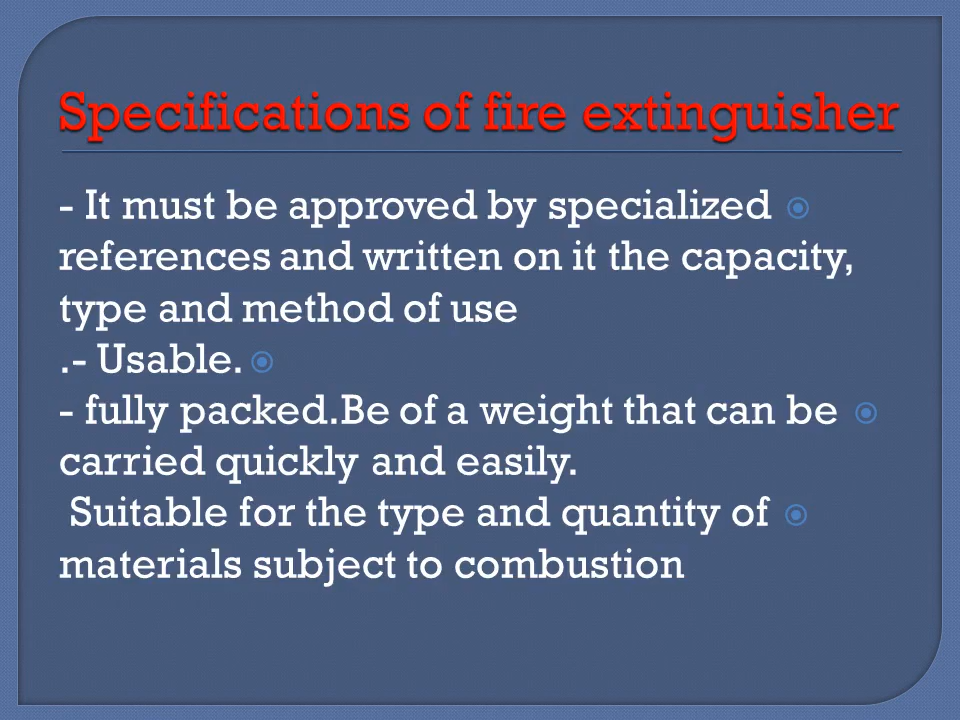 Specifications of fire extinguisher
- It must be approved by specialized
references and written on it the capacity,
type and method of use
.- Usable.
- fully packed.Be of a weight that can be
carried quickly and easily.
Suitable for the type and quantity of
materials subject to combustion